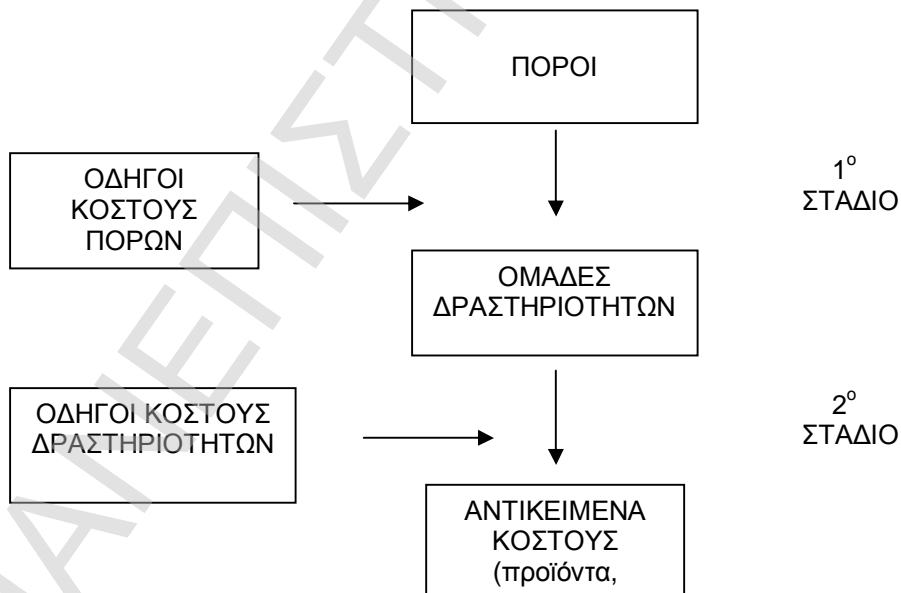 ΠΟΡΟΙ
1ο
ΣΤΑΔΙΟ
ΟΔΗΓΟΙ
ΚΟΣΤΟΥΣ
ΠΟΡΩΝ
ΟΜΑΔΕΣ
ΔΡΑΣΤΗΡΙΟΤΗΤΩΝ
2ο
ΣΤΑΔΙΟ
ΟΔΗΓΟΙ ΚΟΣΤΟΥΣ
ΔΡΑΣΤΗΡΙΟΤΗΤΩΝ
ΑΝΤΙΚΕΙΜΕΝΑ
ΚΟΣΤΟΥΣ
(προϊόντα,